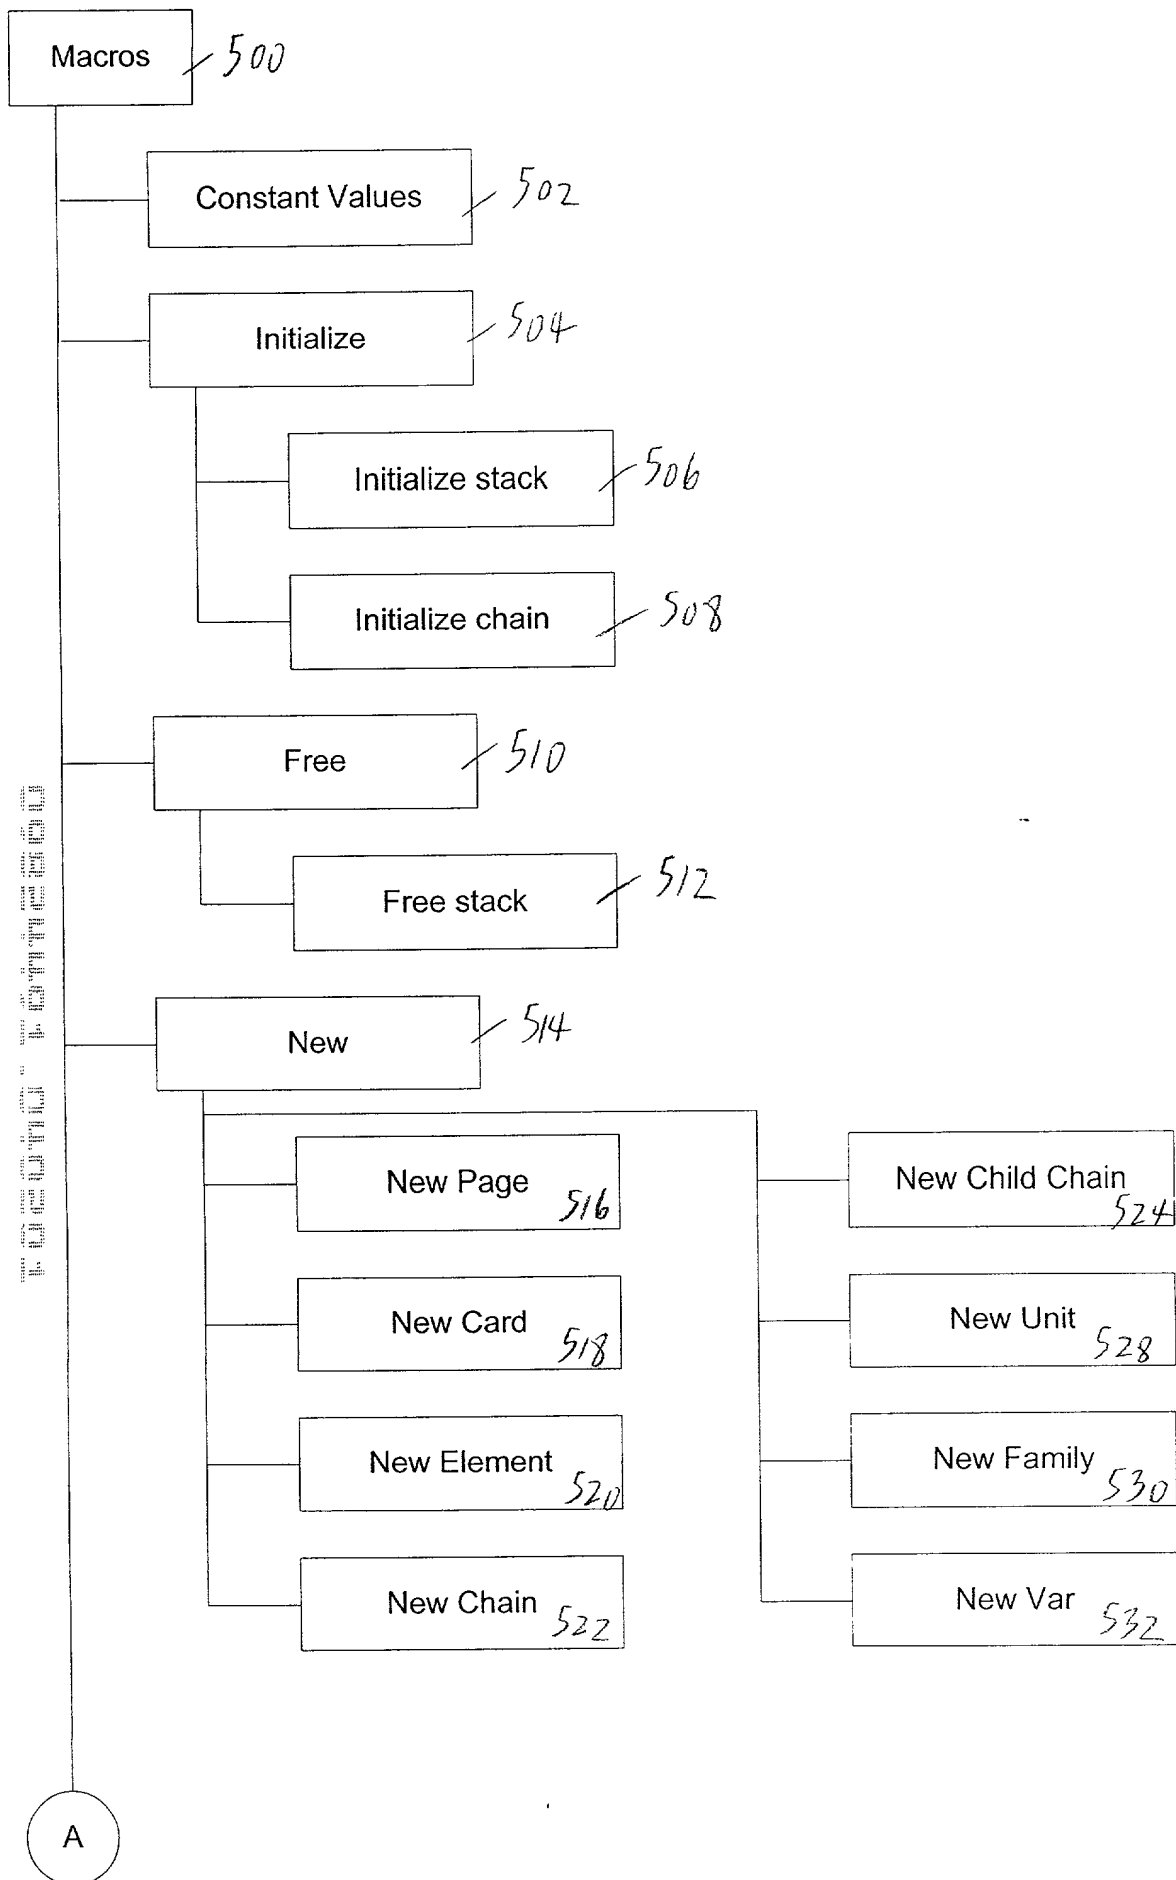 Macros 500
Constant Values 502
Initialize 504
Initialize stack 506
Initialize chain 508
Free 510
Free stack 512
New 514
New Page 516
New Child Chain 524
New Card 518
New Unit 528
New Element 520
New Family 530
New Chain 522
New Var 532
A